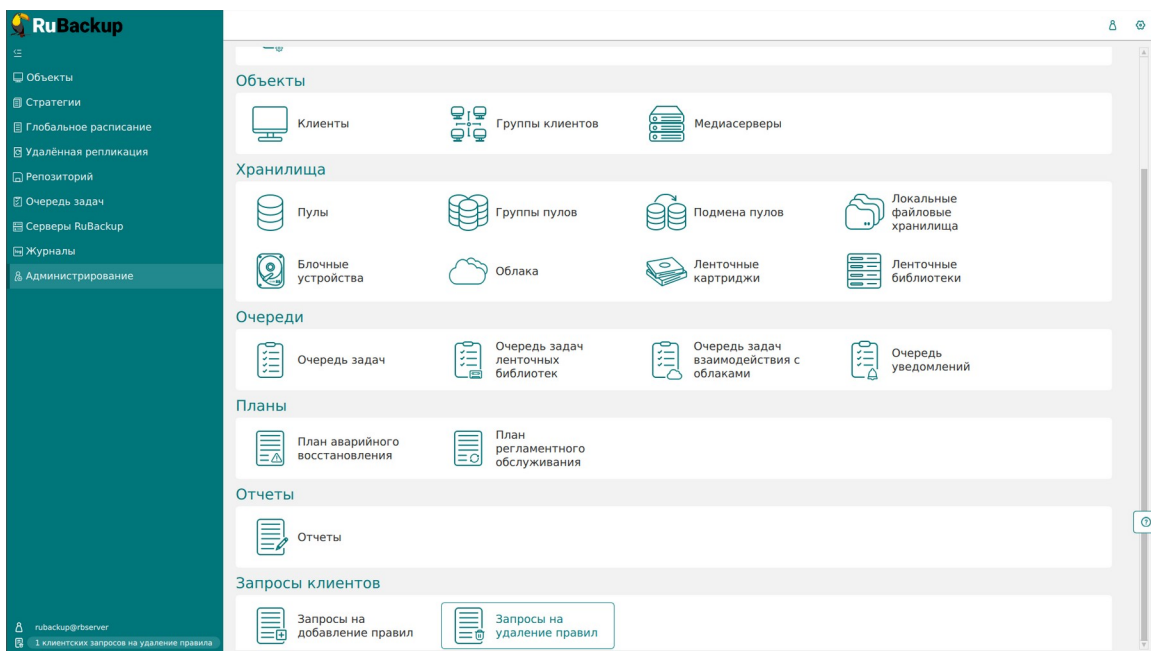 RuBackup
Объекты
Стратегии
Глобальное расписание
Удалённая репликация
Репозиторий
Очередь задач
Серверы RuBackup
Журналы
Администрирование
rubackup@rbserver
1 клиентских запросов на удаление правила
Объекты
Клиенты
Группы клиентов
Медиасерверы
Хранилища
Пулы
Группы пулов
Подмена пулов
Локальные
файловые
хранилища
Блочные
устройства
Облака
Ленточные
картриджи
Ленточные
библиотеки
Очереди
Очередь задач
Очередь задач
ленточных
библиотек
Очередь задач
взаимодействия с
облаками
Очередь
уведомлений
Планы
План аварийного
восстановления
План
регламентного
обслуживания
Отчеты
Отчеты
Запросы клиентов
Запросы на
добавление правил
Запросы на
удаление правил